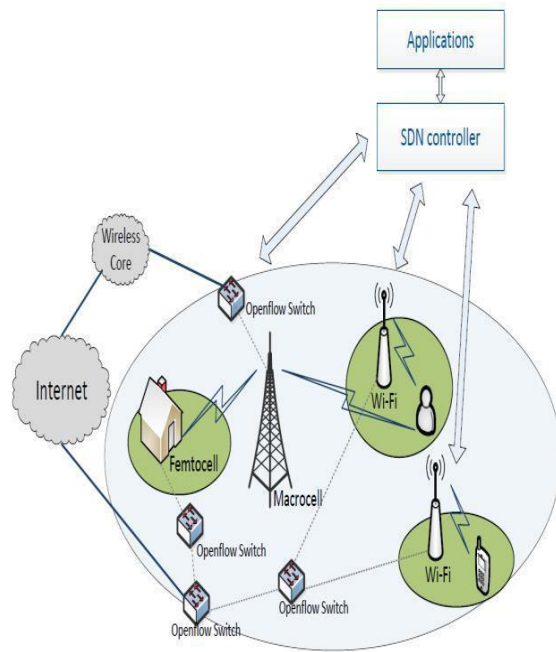 Applications
SDN controller
Wireless
Core
Openflow Switch
Internet
Wi-Fi
Femtocell
Macrocell
Openflow Switch
Wi-Fi
Openflow Switch
Openflow Switch